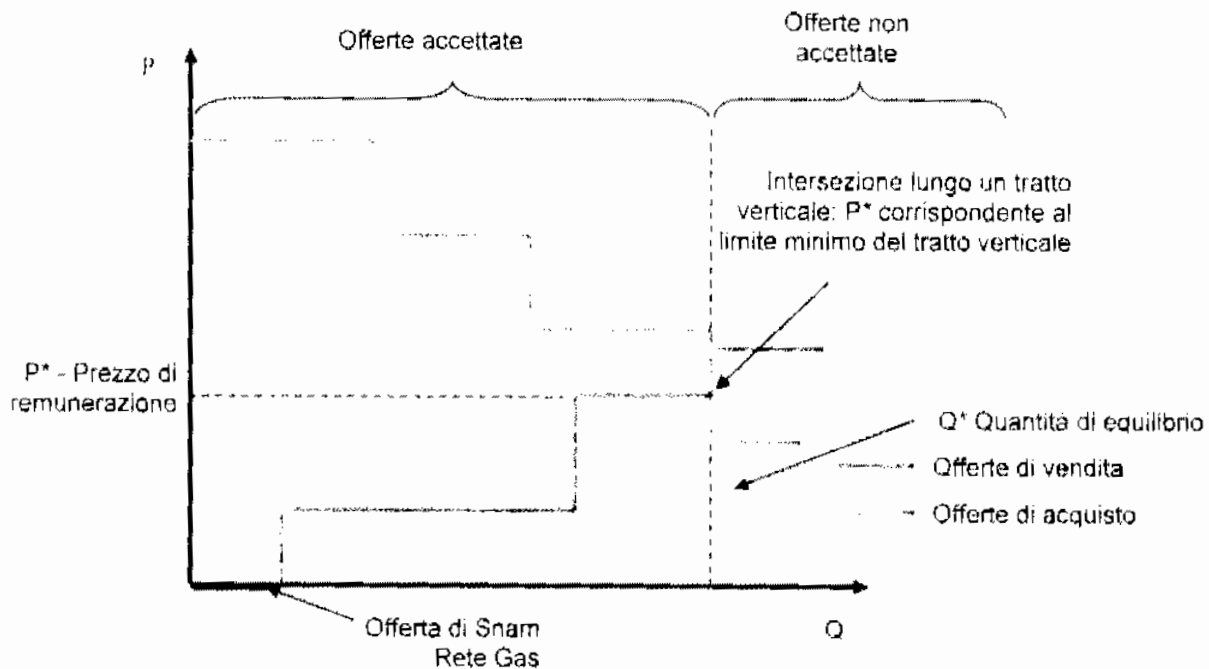 Offerte accettate
Offerte non
accettate
P
Intersezione lungo un tratto
verticale: P* corrispondente al
limite minimo del tratto verticale
P* - Prezzo di
remunerazione
Q* Quantità di equilibrio
Offerte di vendita
Offerte di acquisto
Offerta di Snam
Rete Gas
Q